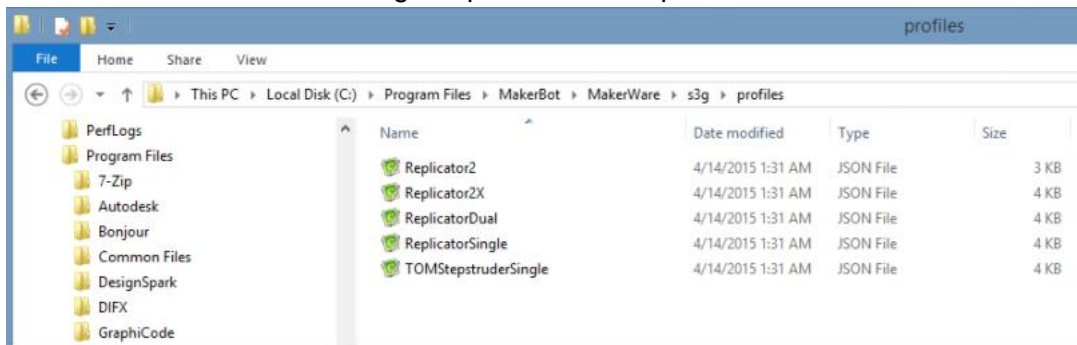 profiles
File Home Share View
This PC Local Disk (C:) Program Files MakerBot MakerWare s3g profiles
PerfLogs
Program Files
7-Zip
Autodesk
Bonjour
Common Files
DesignSpark
DIFX
GraphiCode
Name Date modified Type Size
Replicator2 4/14/2015 1:31 AM JSON File 3 KB
Replicator2X 4/14/2015 1:31 AM JSON File 4 KB
ReplicatorDual 4/14/2015 1:31 AM JSON File 4 KB
ReplicatorSingle 4/14/2015 1:31 AM JSON File 4 KB
TOMStepstruderSingle 4/14/2015 1:31 AM JSON File 4 KB